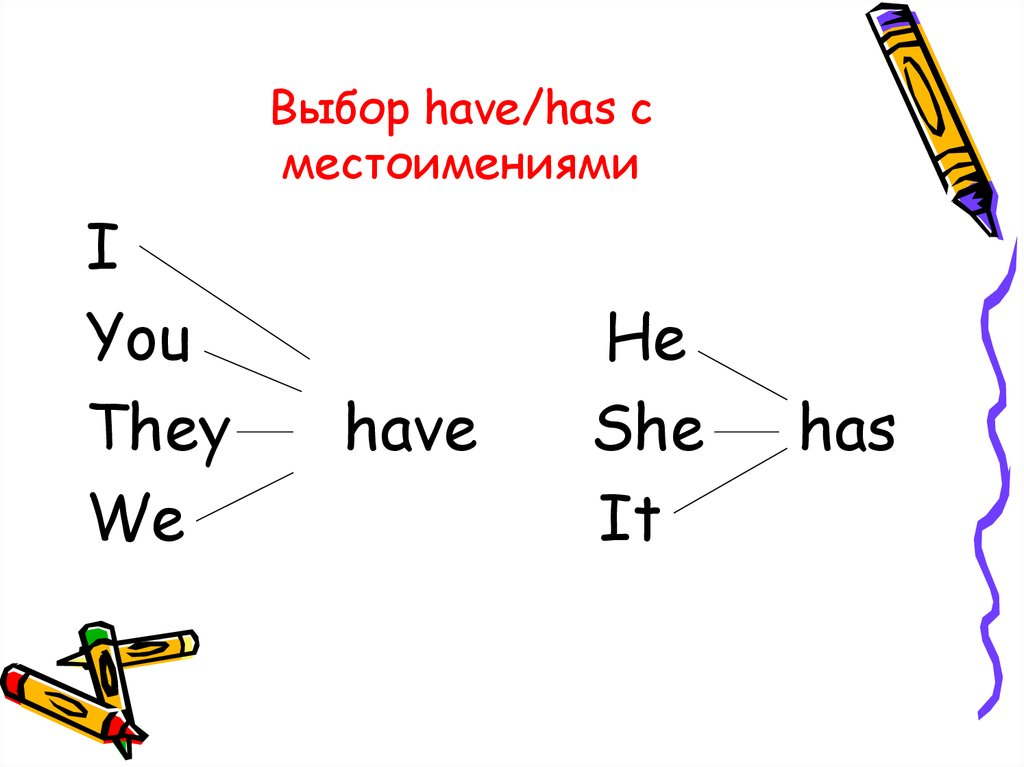 Выбор have/has с
местоимениями
I
You
They have
We
He
She has
It